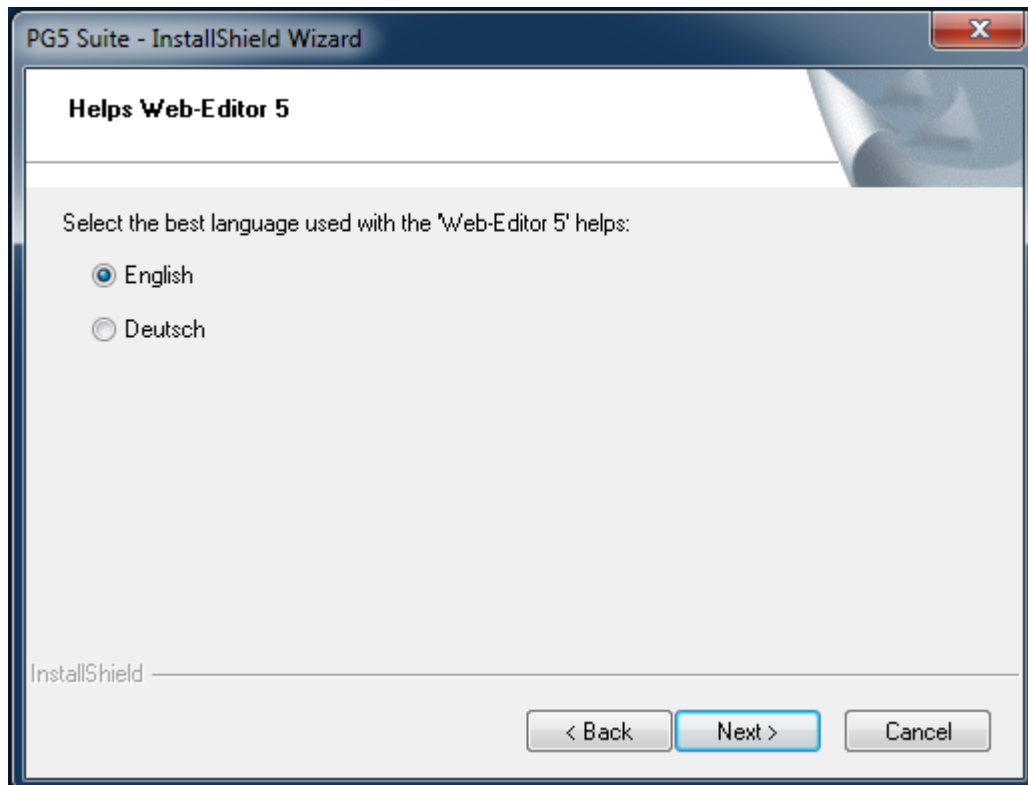 PG5 Suite - InstallShield Wizard
Helps Web-Editor 5
Select the best language used with the 'Web-Editor 5' helps:
English
Deutsch
InstallShield
< Back Next > Cancel